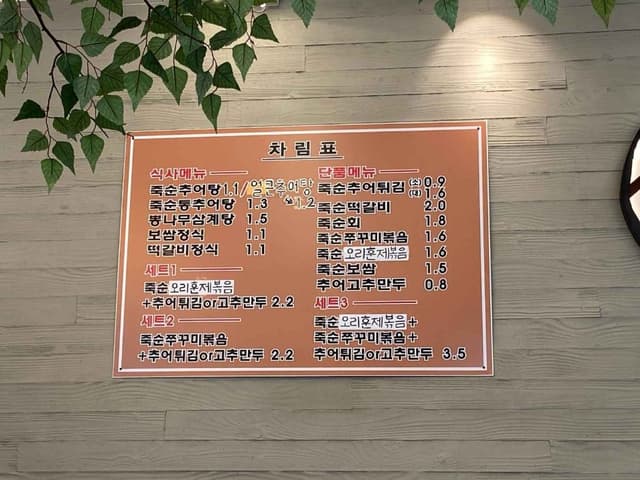 차림표
식사메뉴
죽순추어탕 1.1/얼큰추어탕 1.2
죽순통추어탕 1.3
뽕나무삼계탕 1.5
보쌈정식 1.1
떡갈비정식 1.1
세트1
죽순오리훈제볶음
+추어튀김or고추만두 2.2
세트2
죽순쭈꾸미볶음
+추어튀김or고추만두 2.2
단품메뉴
죽순추어튀김 (소) 0.9
(대) 1.6
죽순떡갈비 2.0
죽순회 1.8
죽순쭈꾸미볶음 1.6
죽순오리훈제볶음 1.6
죽순보쌈 1.5
추어고추만두 0.8
세트3
죽순오리훈제볶음+
죽순쭈꾸미볶음+
추어튀김or고추만두 3.5